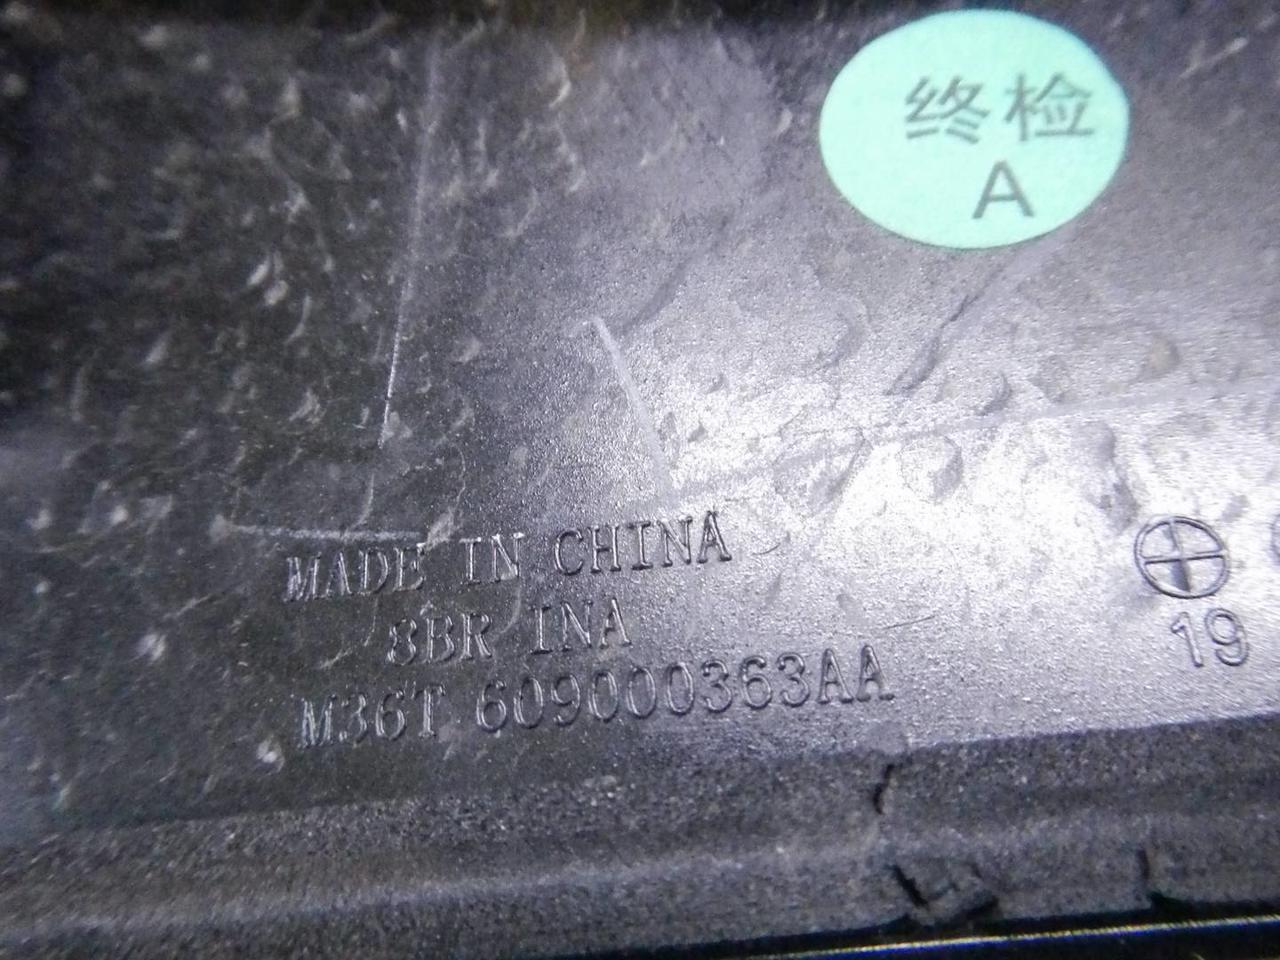 终检
A
MADE IN CHINA
8BR INA
M36T 609000363AA
19